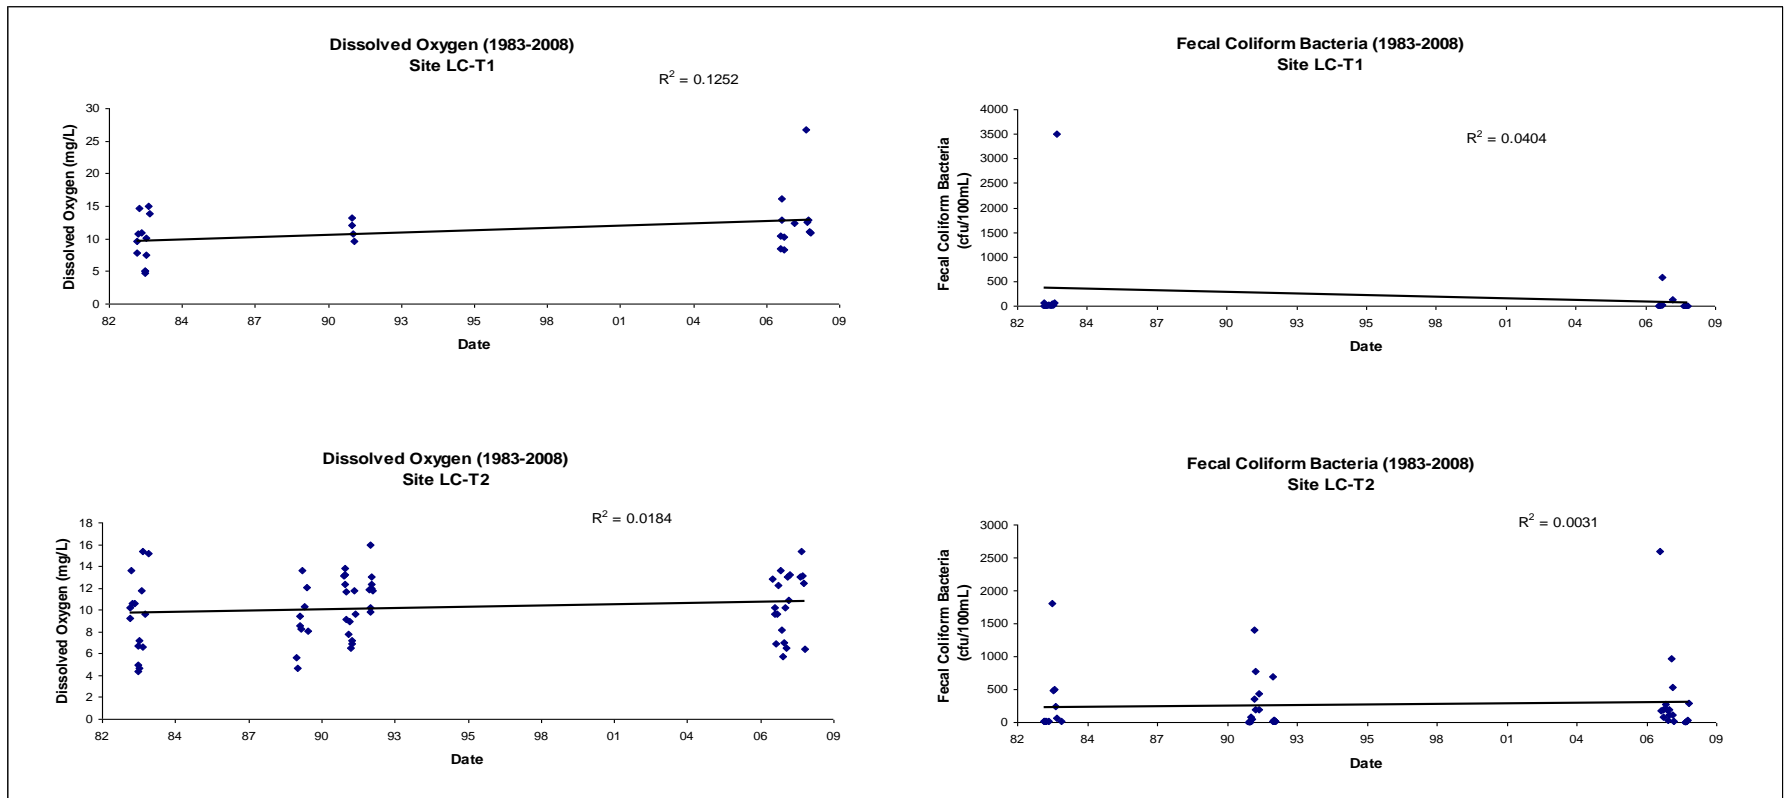 Dissolved Oxygen (1983-2008)
Site LC-T1
R² = 0.1252
Dissolved Oxygen (mg/L)
30
25
20
15
10
5
0
82 84 87 90 93 95 98 01 04 06 09
Date
Fecal Coliform Bacteria (1983-2008)
Site LC-T1
R² = 0.0404
Fecal Coliform Bacteria
(cfu/100mL)
4000
3500
3000
2500
2000
1500
1000
500
0
82 84 87 90 93 95 98 01 04 06 09
Date
Dissolved Oxygen (1983-2008)
Site LC-T2
R² = 0.0184
Dissolved Oxygen (mg/L)
18
16
14
12
10
8
6
4
2
0
82 84 87 90 93 95 98 01 04 06 09
Date
Fecal Coliform Bacteria (1983-2008)
Site LC-T2
R² = 0.0031
Fecal Coliform Bacteria
(cfu/100mL)
3000
2500
2000
1500
1000
500
0
82 84 87 90 93 95 98 01 04 06 09
Date